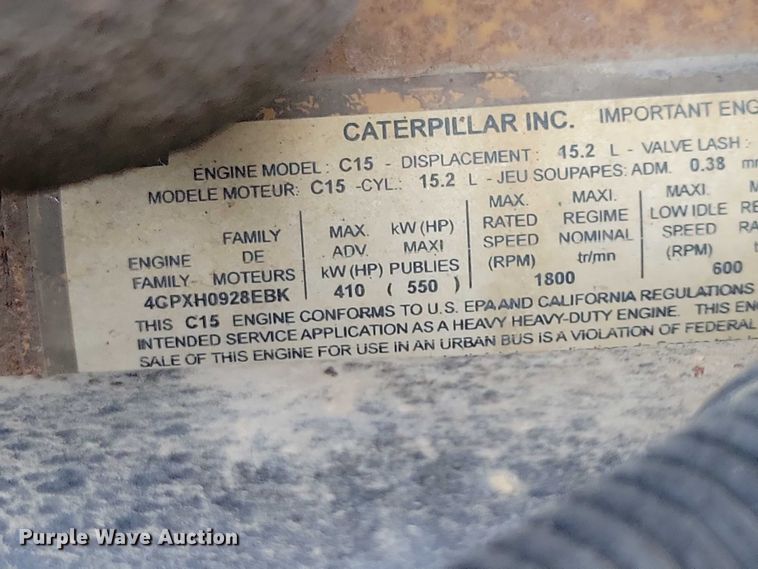 CATERPILLAR INC. IMPORTANT ENG
ENGINE MODEL : C15 - DISPLACEMENT : 15.2 L - VALVE LASH :
MODELE MOTEUR: C15 -CYL.: 15.2 L - JEU SOUPAPES: ADM. 0.38 mm
ENGINE FAMILY DE
FAMILY- MOTEURS
4CPXH0928EBK
MAX. kW (HP)
ADV. MAXI
kW (HP) PUBLIES
410 ( 550 )
MAX. MAXI.
RATED REGIME
SPEED NOMINAL
(RPM) tr/mn
1800
MAXI. M
LOW IDLE RE
SPEED RA
(RPM)
600
THIS C15 ENGINE CONFORMS TO U.S. EPA AND CALIFORNIA REGULATIONS
INTENDED SERVICE APPLICATION AS A HEAVY HEAVY-DUTY ENGINE. THIS EN
SALE OF THIS ENGINE FOR USE IN AN URBAN BUS IS A VIOLATION OF FEDERAL
Purple Wave Auction